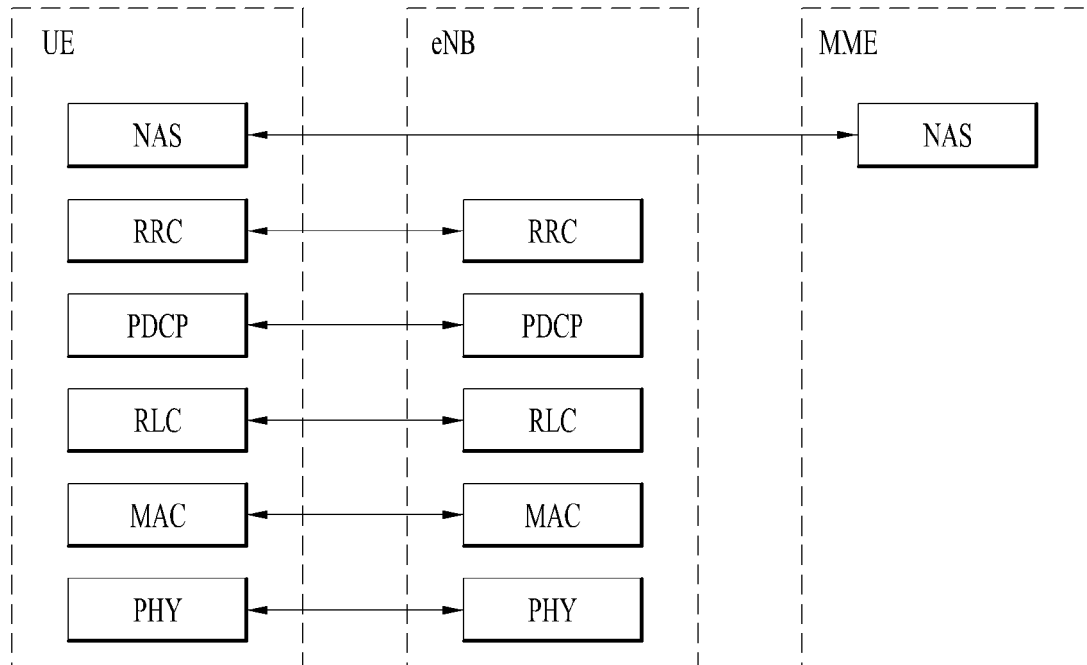 UE eNB MME
NAS NAS
RRC RRC
PDCP PDCP
RLC RLC
MAC MAC
PHY PHY